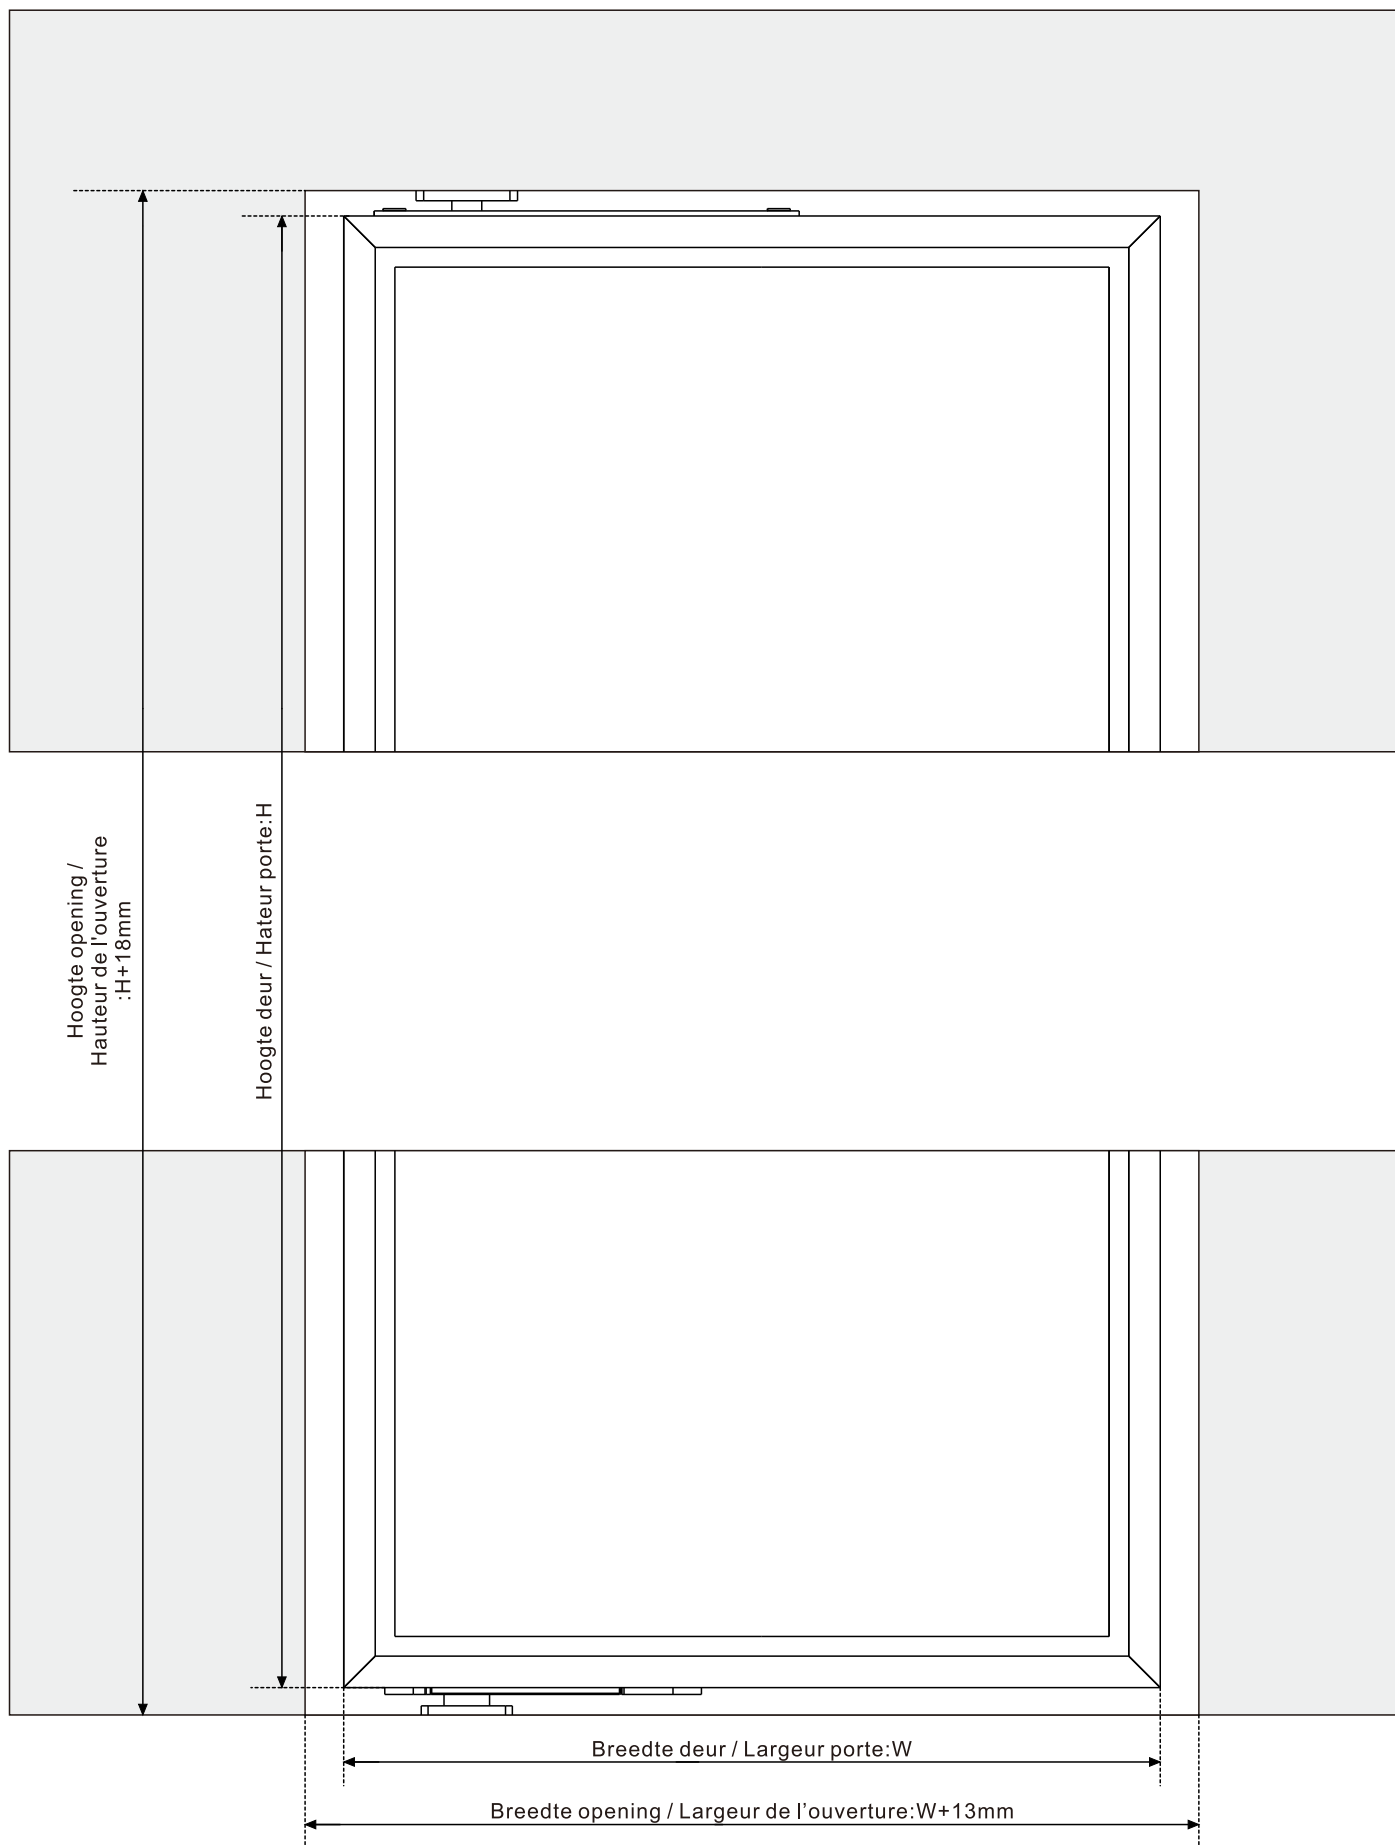 Hoogte opening /
Hauteur de l'ouverture
:H+18mm
Hoogte deur / Hateur porte:H
Breedte deur / Largeur porte:W
Breedte opening / Largeur de l'ouverture:W+13mm